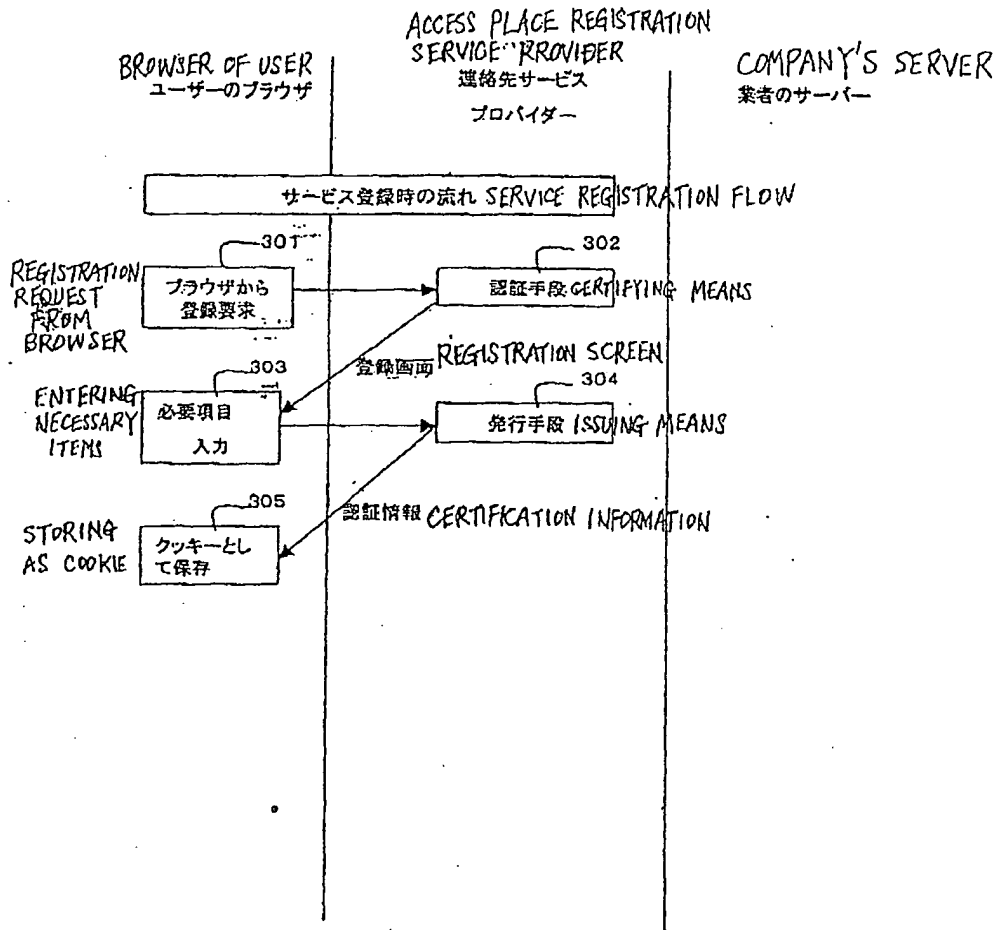 ACCESS PLACE REGISTRATION
SERVICE PROVIDER
連絡先サービス
プロバイダー
BROWSER OF USER
ユーザーのブラウザ
COMPANY'S SERVER
業者のサーバー
サービス登録時の流れ SERVICE REGISTRATION FLOW
301
REGISTRATION
REQUEST
FROM
BROWSER
ブラウザから
登録要求
302
認証手段 CERTIFYING MEANS
登録画面 REGISTRATION SCREEN
303
ENTERING
NECESSARY
ITEMS
必要項目
入力
304
発行手段 ISSUING MEANS
認証情報 CERTIFICATION INFORMATION
305
STORING
AS COOKIE
クッキーとし
て保存